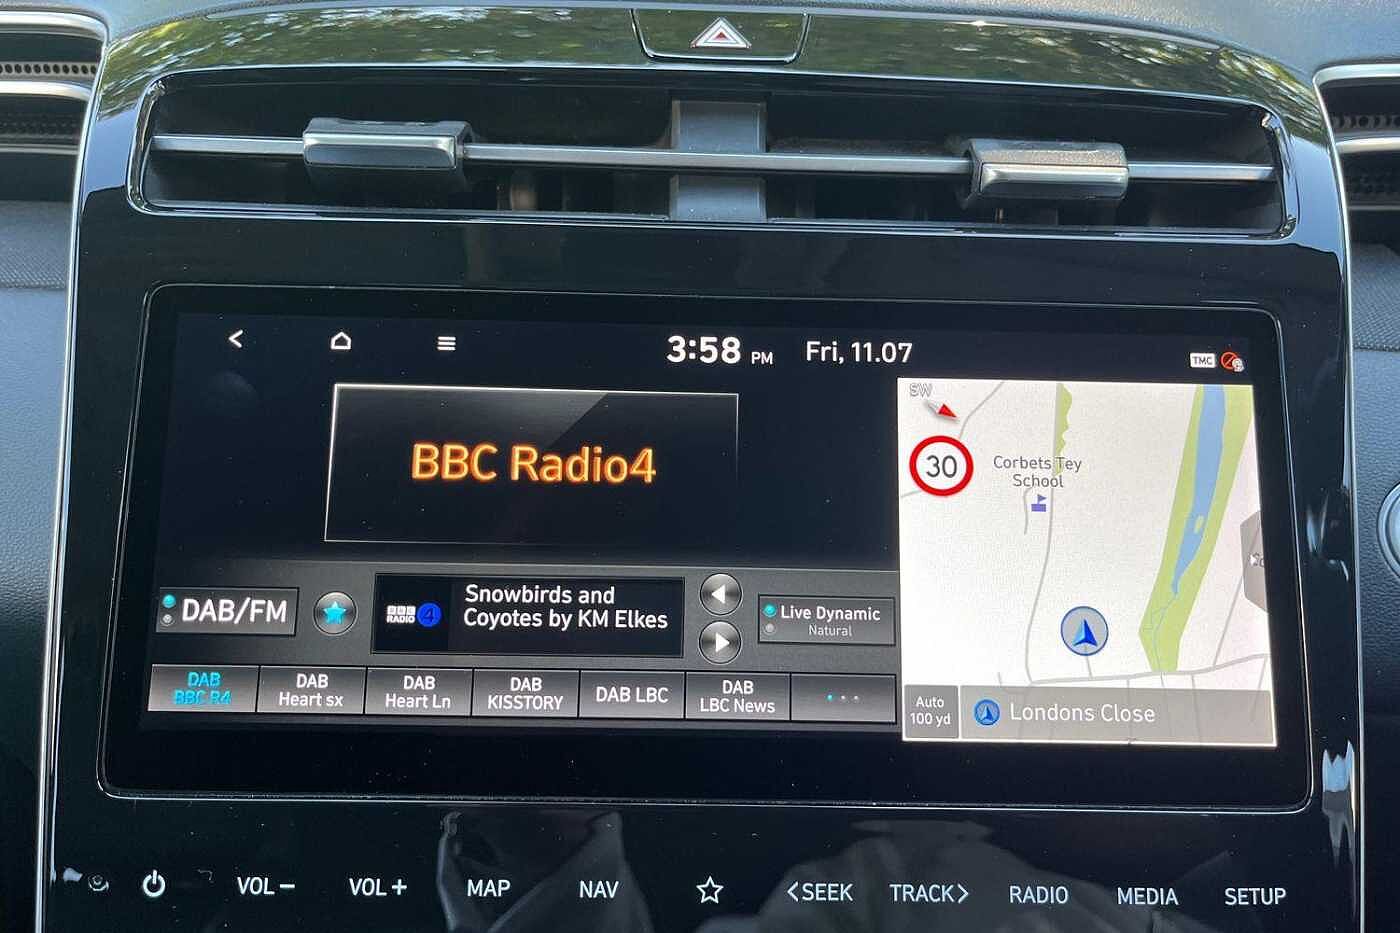 3:58 PM Fri, 11.07
TMC
BBC Radio4
SW
30
Corbets Tey
School
DAB/FM
BBC
RADIO 4
Snowbirds and
Coyotes by KM Elkes
Live Dynamic
Natural
DAB
BBC R4
DAB
Heart sx
DAB
Heart Ln
DAB
KISSTORY
DAB LBC
DAB
LBC News
Auto
100 yd
Londons Close
VOL−
VOL+
MAP
NAV
<SEEK
TRACK>
RADIO
MEDIA
SETUP